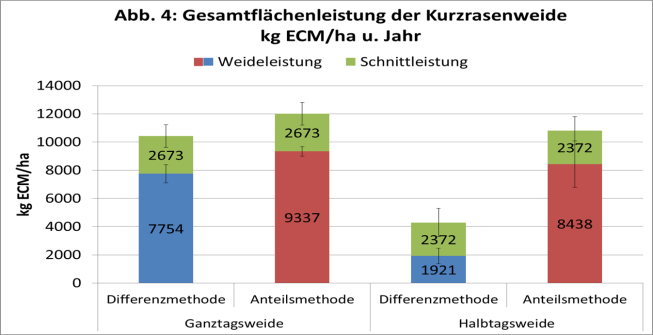 Abb. 4: Gesamtflächenleistung der Kurzrasenweide
kg ECM/ha u. Jahr
Weideleistung Schnittleistung
kg ECM/ha
14000
12000
10000
8000
6000
4000
2000
0
2673 2673 2372 2372
7754 9337 1921 8438
Differenzmethode Anteilsmethode Differenzmethode Anteilsmethode
Ganztagsweide Halbtagsweide